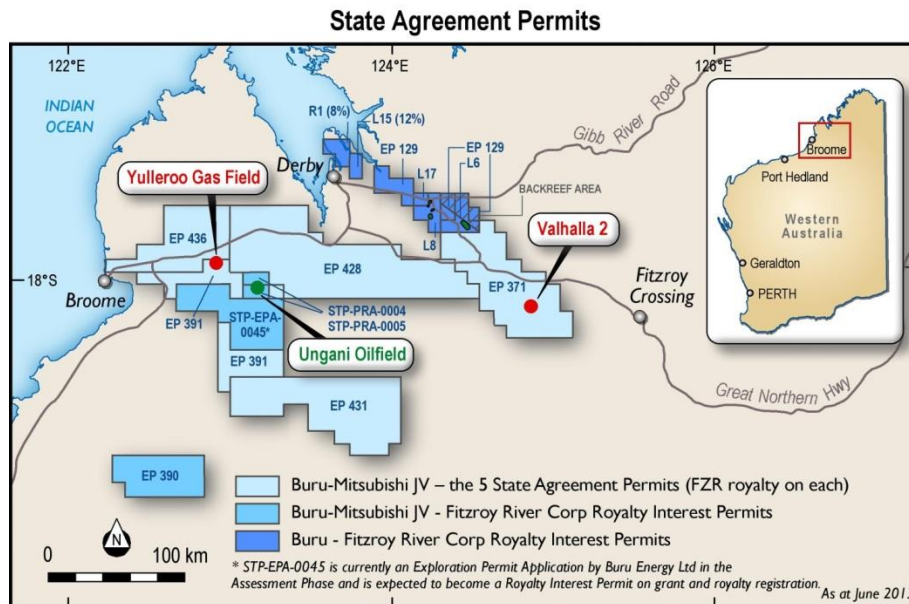 State Agreement Permits
122°E
124°E
126°E
INDIAN
OCEAN
R1 (8%)
L15 (12%)
EP 129
EP 129
L6
L17
Gibb River Road
Derby
BACKREEF AREA
Yulleroo Gas Field
EP 436
L8
Valhalla 2
EP 428
EP 371
18°S
Broome
Fitzroy
Crossing
EP 391
STP-EPA-
0045*
STP-PRA-0004
STP-PRA-0005
Ungani Oilfield
EP 391
EP 431
Great Northern Hwy
EP 390
Broome
Port Hedland
Western
Australia
Geraldton
PERTH
Buru-Mitsubishi JV – the 5 State Agreement Permits (FZR royalty on each)
Buru-Mitsubishi JV - Fitzroy River Corp Royalty Interest Permits
Buru - Fitzroy River Corp Royalty Interest Permits
N
0 100 km
* STP-EPA-0045 is currently an Exploration Permit Application by Buru Energy Ltd in the
Assessment Phase and is expected to become a Royalty Interest Permit on grant and royalty registration.
As at June